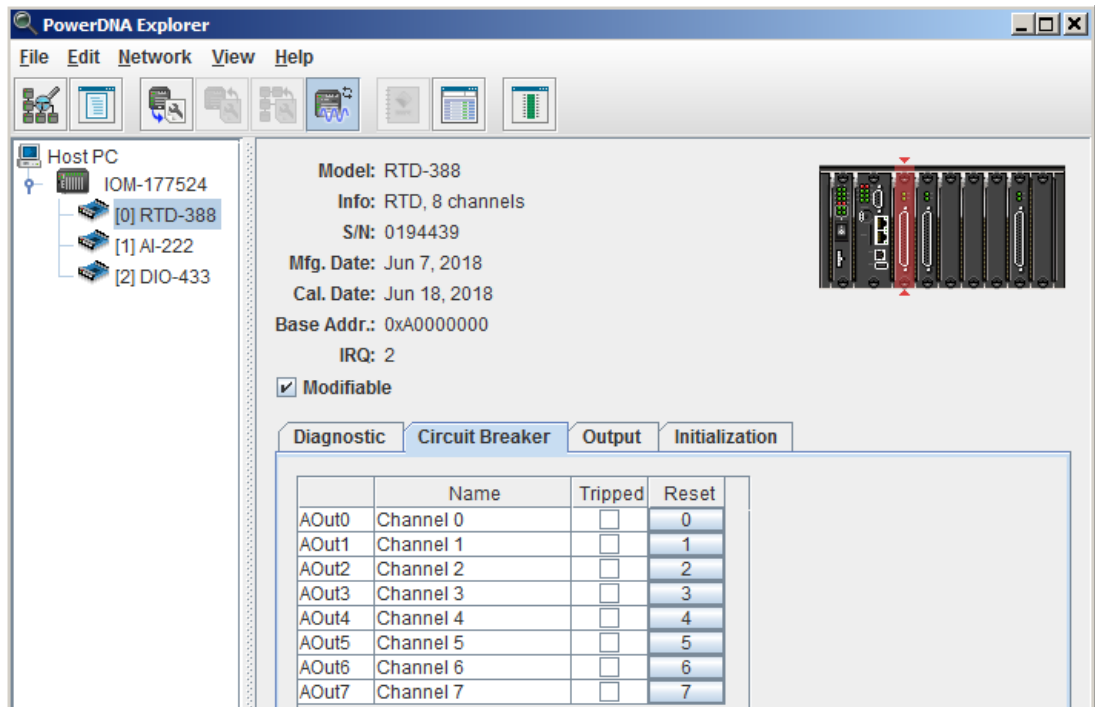 PowerDNA Explorer
File Edit Network View Help
Host PC
IOM-177524
[0] RTD-388
[1] AI-222
[2] DIO-433
Model: RTD-388
Info: RTD, 8 channels
S/N: 0194439
Mfg. Date: Jun 7, 2018
Cal. Date: Jun 18, 2018
Base Addr.: 0xA0000000
IRQ: 2
Modifiable
Diagnostic Circuit Breaker Output Initialization
Name Tripped Reset
AOut0 Channel 0 0
AOut1 Channel 1 1
AOut2 Channel 2 2
AOut3 Channel 3 3
AOut4 Channel 4 4
AOut5 Channel 5 5
AOut6 Channel 6 6
AOut7 Channel 7 7